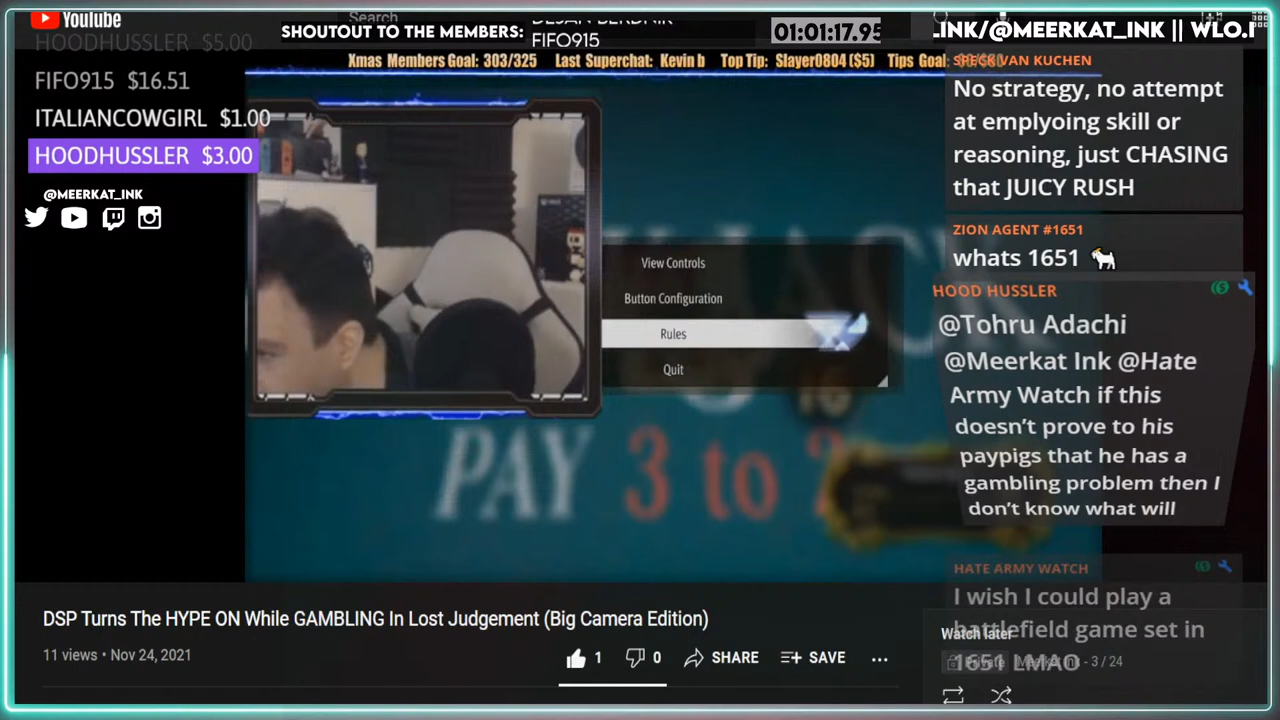 YouTube
Search
SHOUTOUT TO THE MEMBERS:
FIFO915
01:01:17.95
LINK/@MEERKAT_INK || WLO.F
HOODHUSSLER $5.00
FIFO915 $16.51
ITALIANCOWGIRL $1.00
HOODHUSSLER $3.00
@MEERKAT_INK
Xmas Members Goal: 303/325 Last Superchat: Kevin b Top Tip: Slayer0804 ($5) Tips Goal:
View Controls
Button Configuration
Rules
Quit
PAY 3 to 2
SPECK VAN KUCHEN
No strategy, no attempt
at emplyoing skill or
reasoning, just CHASING
that JUICY RUSH
ZION AGENT #1651
whats 1651
HOOD HUSSLER
@Tohru Adachi
@Meerkat Ink @Hate
Army Watch if this
doesn't prove to his
paypigs that he has a
gambling problem then I
don't know what will
HATE ARMY WATCH
I wish I could play a
battlefield game set in
1651 LMAO
Watch later
Private Meerkat Ink - 3 / 24
DSP Turns The HYPE ON While GAMBLING In Lost Judgement (Big Camera Edition)
11 views • Nov 24, 2021
1
0
SHARE
SAVE